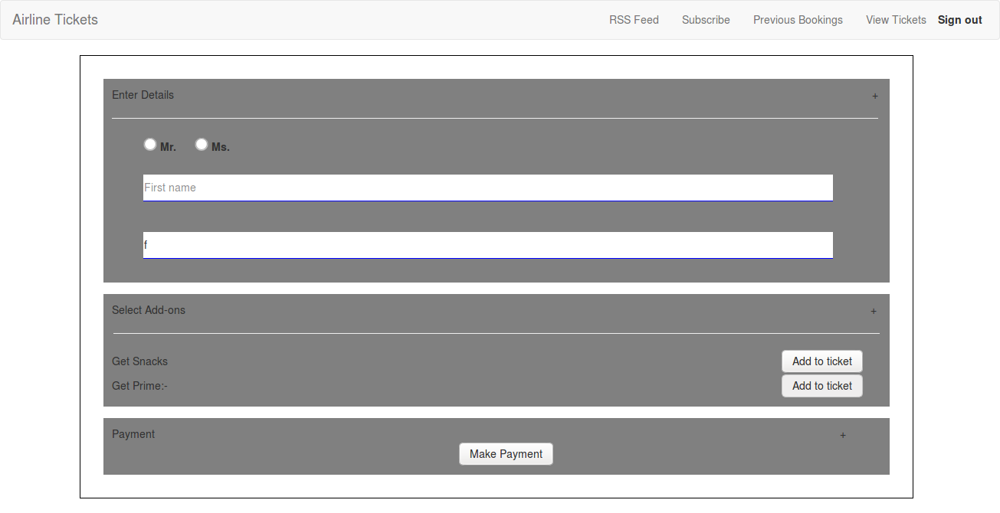 Airline Tickets RSS Feed Subscribe Previous Bookings View Tickets Sign out
Enter Details +
Mr. Ms.
First name
f
Select Add-ons +
Get Snacks Add to ticket
Get Prime:- Add to ticket
Payment +
Make Payment